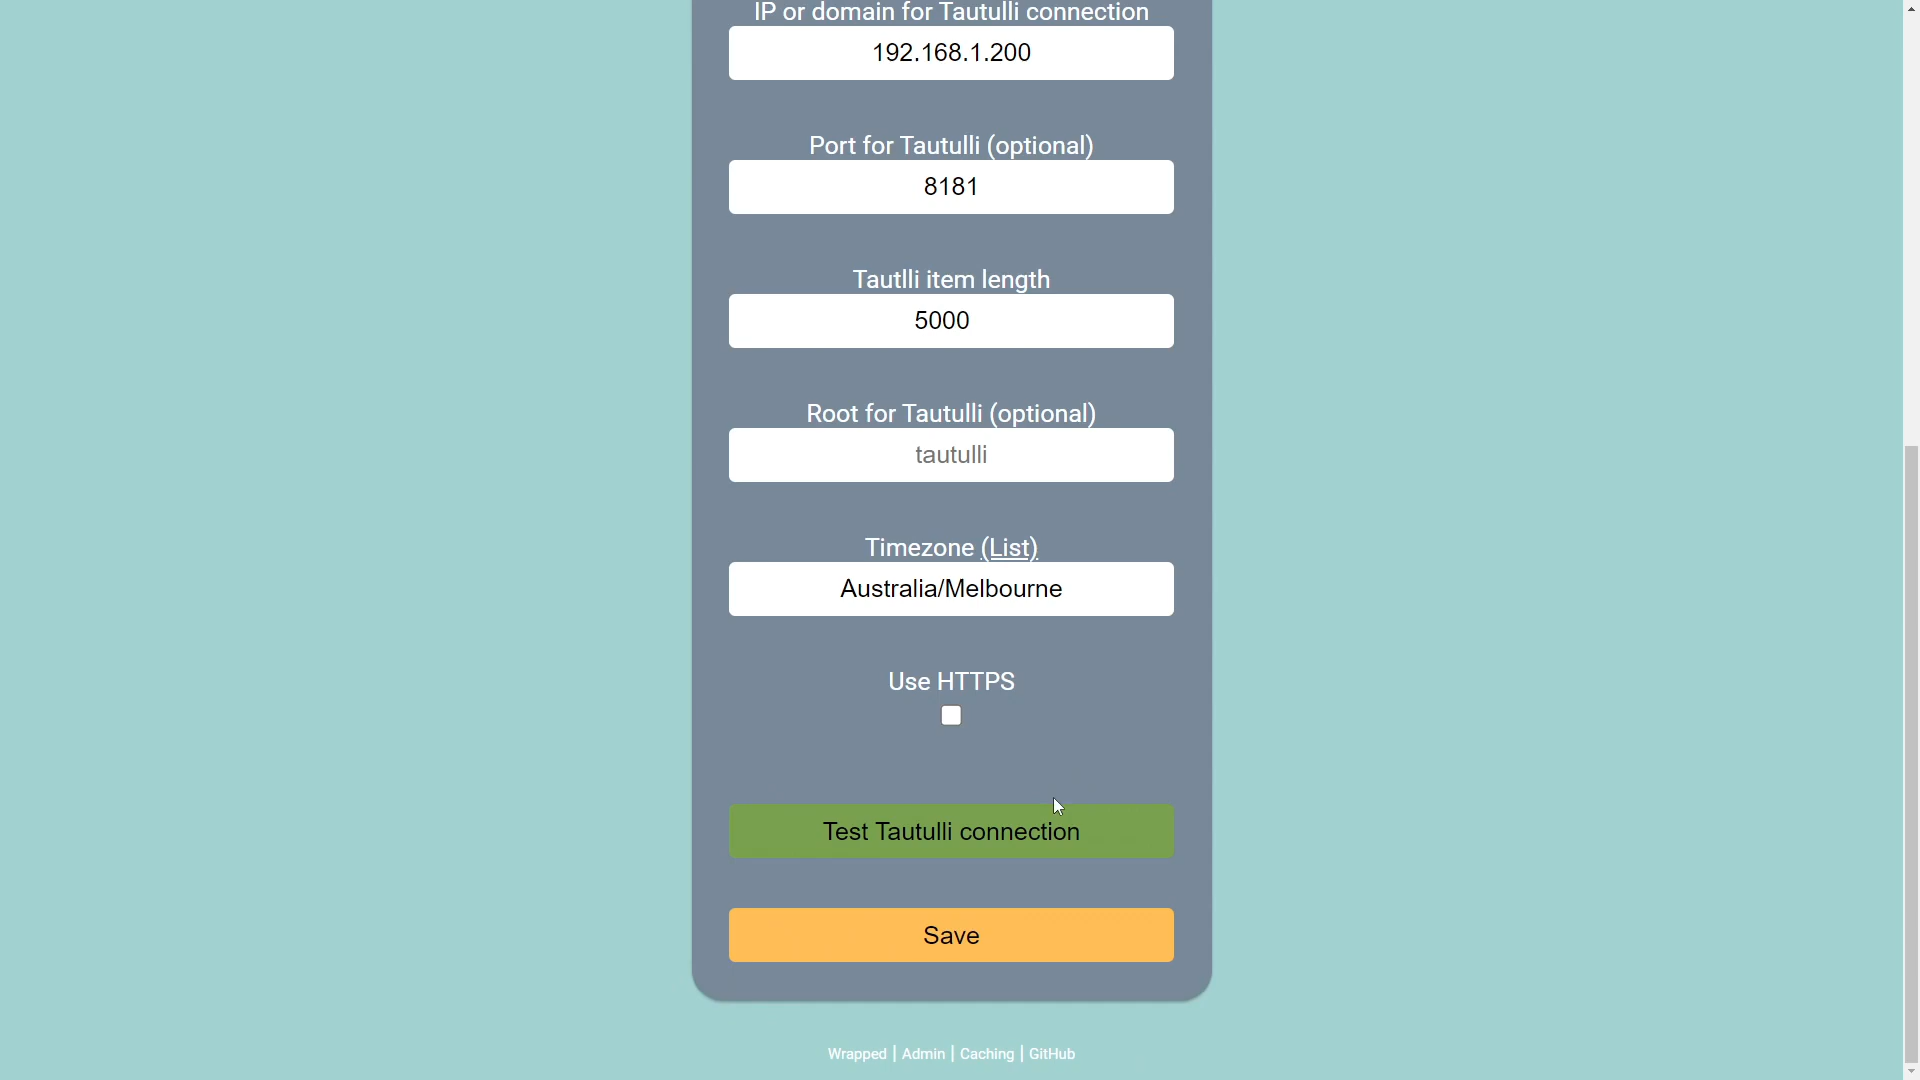 IP or domain for Tautulli connection
192.168.1.200
Port for Tautulli (optional)
8181
Tautlli item length
5000
Root for Tautulli (optional)
tautulli
Timezone (List)
Australia/Melbourne
Use HTTPS
Test Tautulli connection
Save
Wrapped | Admin | Caching | GitHub